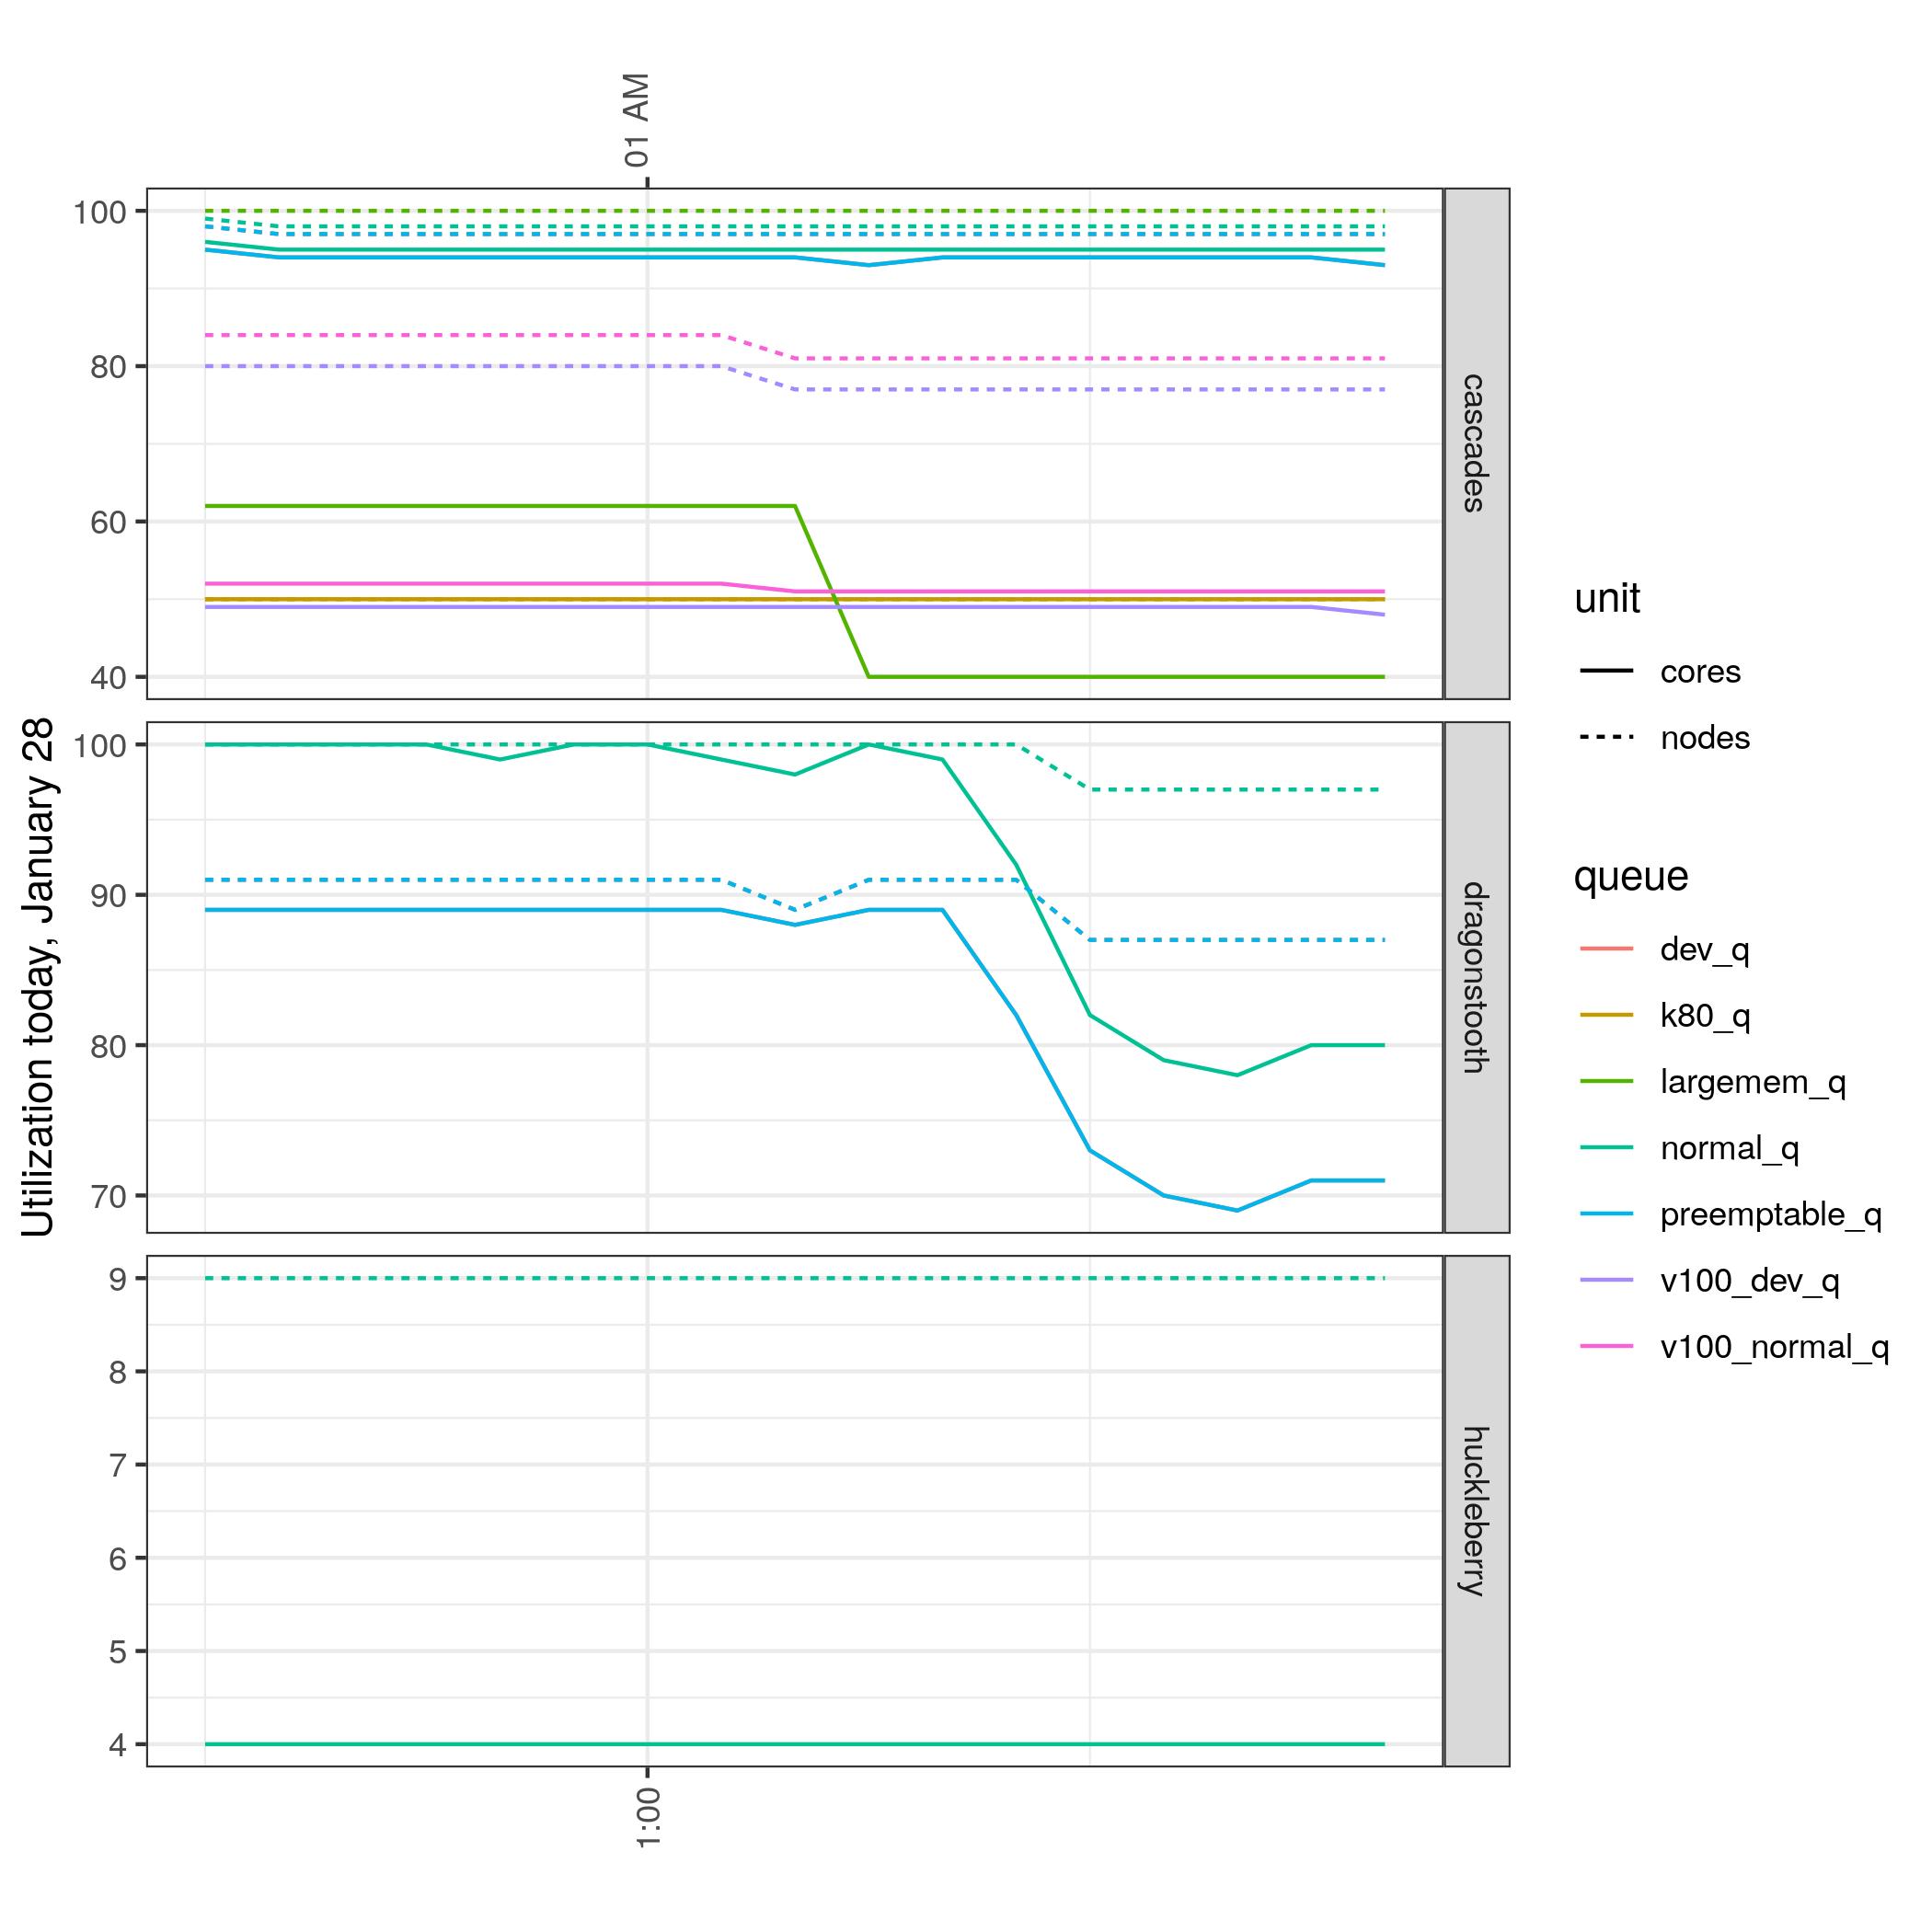 01 AM
100
80
60
40
cascades
100
90
80
70
dragonstooth
9
8
7
6
5
4
huckleberry
1:00
Utilization today, January 28
unit
cores
nodes
queue
dev_q
k80_q
largemem_q
normal_q
preemptable_q
v100_dev_q
v100_normal_q